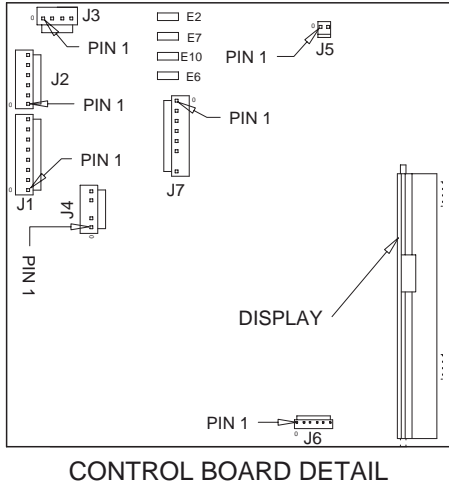 J3
PIN 1
E2
E7
E10
E6
J5
PIN 1
J2
PIN 1
PIN 1
PIN 1
J1
J4
J7
PIN 1
DISPLAY
PIN 1
J6
CONTROL BOARD DETAIL